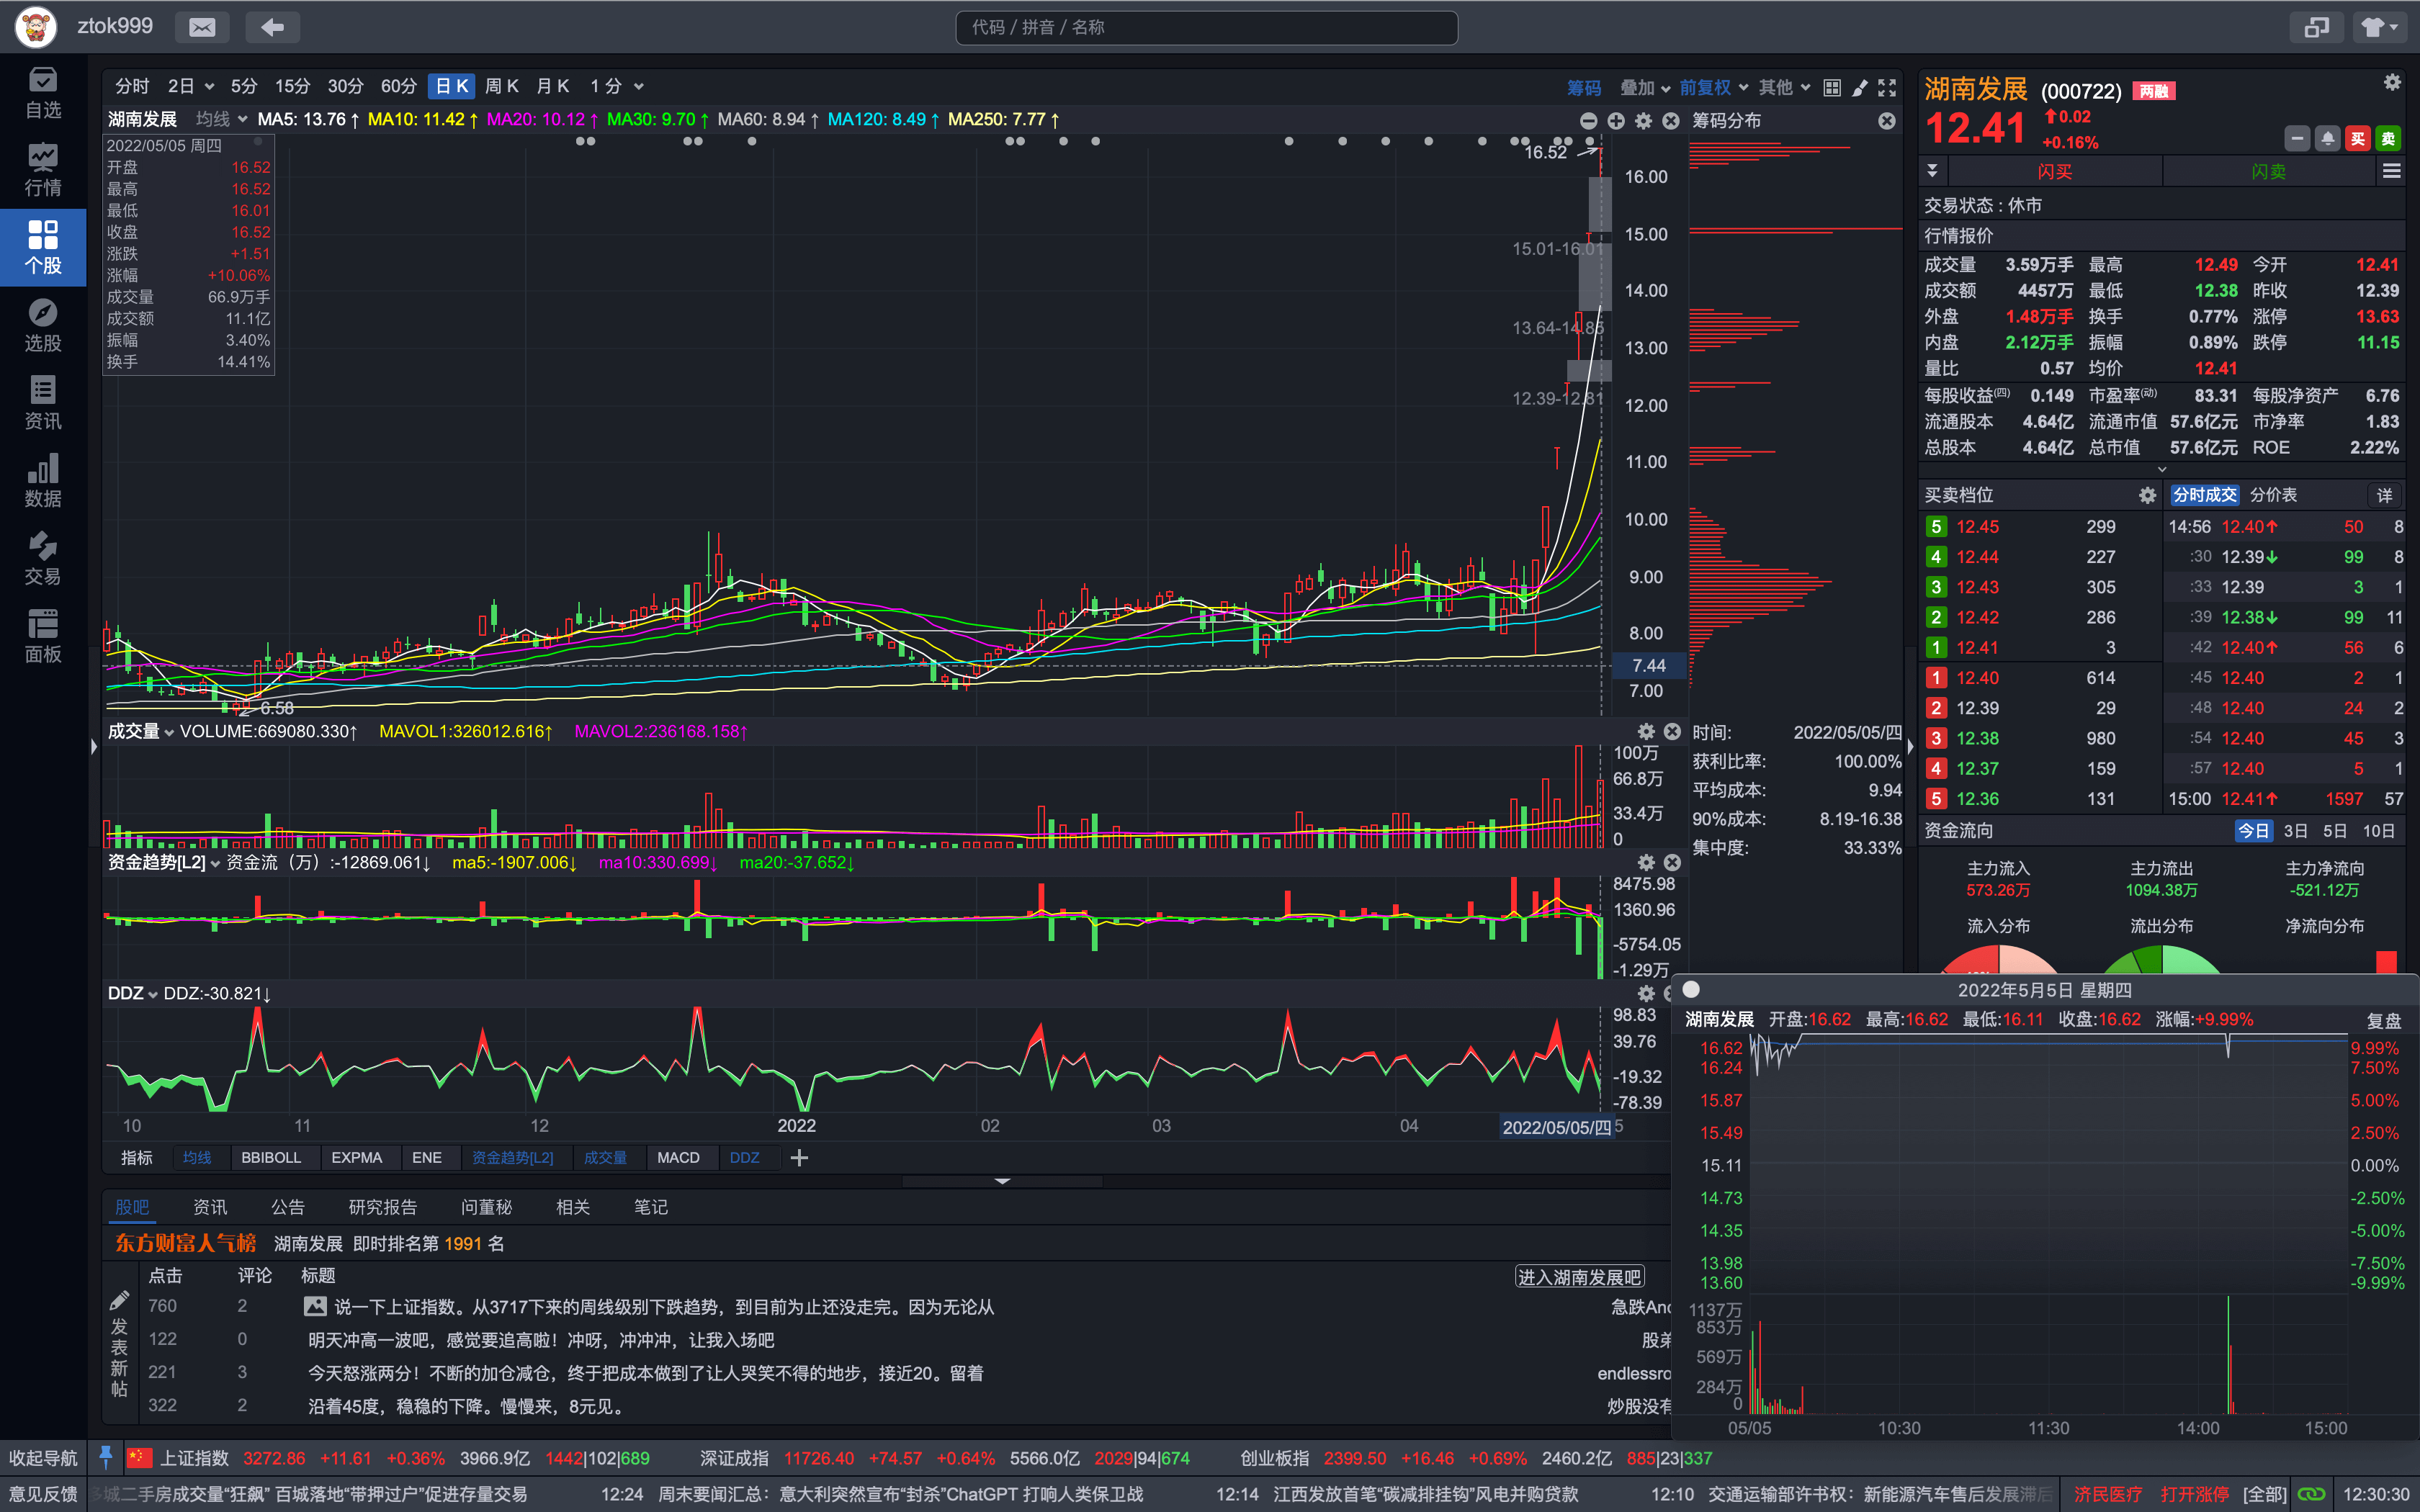 ztok999
代码 / 拼音 / 名称
自选
行情
个股
选股
资讯
数据
交易
面板
分时 2日 5分 15分 30分 60分 日K 周K 月K 1分
筹码 叠加 前复权 其他
湖南发展 均线 MA5: 13.76↑ MA10: 11.42↑ MA20: 10.12↑ MA30: 9.70↑ MA60: 8.94↑ MA120: 8.49↑ MA250: 7.77↑
筹码分布
2022/05/05 周四
开盘 16.52
最高 16.52
最低 16.01
收盘 16.52
涨跌 +1.51
涨幅 +10.06%
成交量 66.9万手
成交额 11.1亿
振幅 3.40%
换手 14.41%
16.52
15.01-16.01
13.64-14.85
12.39-12.81
6.58
16.00
15.00
14.00
13.00
12.00
11.00
10.00
9.00
8.00
7.44
7.00
成交量 VOLUME:669080.330↑ MAVOL1:326012.616↑ MAVOL2:236168.158↑
100万
66.8万
33.4万
0
时间: 2022/05/05/四
获利比率: 100.00%
平均成本: 9.94
90%成本: 8.19-16.38
集中度: 33.33%
资金趋势[L2] 资金流（万）:-12869.061↓ ma5:-1907.006↓ ma10:330.699↓ ma20:-37.652↓
8475.98
1360.96
-5754.05
-1.29万
DDZ DDZ:-30.821↓
98.83
39.76
-19.32
-78.39
10 11 12 2022 02 03 04 2022/05/05/四 5
指标 均线 BBIBOLL EXPMA ENE 资金趋势[L2] 成交量 MACD DDZ
股吧 资讯 公告 研究报告 问董秘 相关 笔记
东方财富人气榜 湖南发展 即时排名第 1991 名
点击 评论 标题 进入湖南发展吧
发表新帖
760 2 说一下上证指数。从3717下来的周线级别下跌趋势，到目前为止还没走完。因为无论从 急跌And
122 0 明天冲高一波吧，感觉要追高啦！冲呀，冲冲冲，让我入场吧 股弟
221 3 今天怒涨两分！不断的加仓减仓，终于把成本做到了让人哭笑不得的地步，接近20。留着 endlessro
322 2 沿着45度，稳稳的下降。慢慢来，8元见。 炒股没有
湖南发展 (000722) 两融
12.41 0.02
+0.16%
买 卖
闪买 闪卖
交易状态 : 休市
行情报价
成交量 3.59万手 最高 12.49 今开 12.41
成交额 4457万 最低 12.38 昨收 12.39
外盘 1.48万手 换手 0.77% 涨停 13.63
内盘 2.12万手 振幅 0.89% 跌停 11.15
量比 0.57 均价 12.41
每股收益(四) 0.149 市盈率(动) 83.31 每股净资产 6.76
流通股本 4.64亿 流通市值 57.6亿元 市净率 1.83
总股本 4.64亿 总市值 57.6亿元 ROE 2.22%
买卖档位 分时成交 分价表 详
5 12.45 299 14:56 12.40↑ 50 8
4 12.44 227 :30 12.39↓ 99 8
3 12.43 305 :33 12.39 3 1
2 12.42 286 :39 12.38↓ 99 11
1 12.41 3 :42 12.40↑ 56 6
1 12.40 614 :45 12.40 2 1
2 12.39 29 :48 12.40 24 2
3 12.38 980 :54 12.40 45 3
4 12.37 159 :57 12.40 5 1
5 12.36 131 15:00 12.41↑ 1597 57
资金流向 今日 3日 5日 10日
主力流入 主力流出 主力净流向
573.26万 1094.38万 -521.12万
流入分布 流出分布 净流向分布
2022年5月5日 星期四
湖南发展 开盘:16.62 最高:16.62 最低:16.11 收盘:16.62 涨幅:+9.99% 复盘
16.62 9.99%
16.24 7.50%
15.87 5.00%
15.49 2.50%
15.11 0.00%
14.73 -2.50%
14.35 -5.00%
13.98 -7.50%
13.60 -9.99%
1137万
853万
569万
284万
0
05/05 10:30 11:30 14:00 15:00
收起导航 上证指数 3272.86 +11.61 +0.36% 3966.9亿 1442|102|689 深证成指 11726.40 +74.57 +0.64% 5566.0亿 2029|94|674 创业板指 2399.50 +16.46 +0.69% 2460.2亿 885|23|337
意见反馈 多城二手房成交量“狂飙” 百城落地“带押过户”促进存量交易 12:24 周末要闻汇总：意大利突然宣布“封杀”ChatGPT 打响人类保卫战 12:14 江西发放首笔“碳减排挂钩”风电并购贷款 12:10 交通运输部许书权：新能源汽车售后发展滞后 济民医疗 打开涨停 [全部] 12:30:30